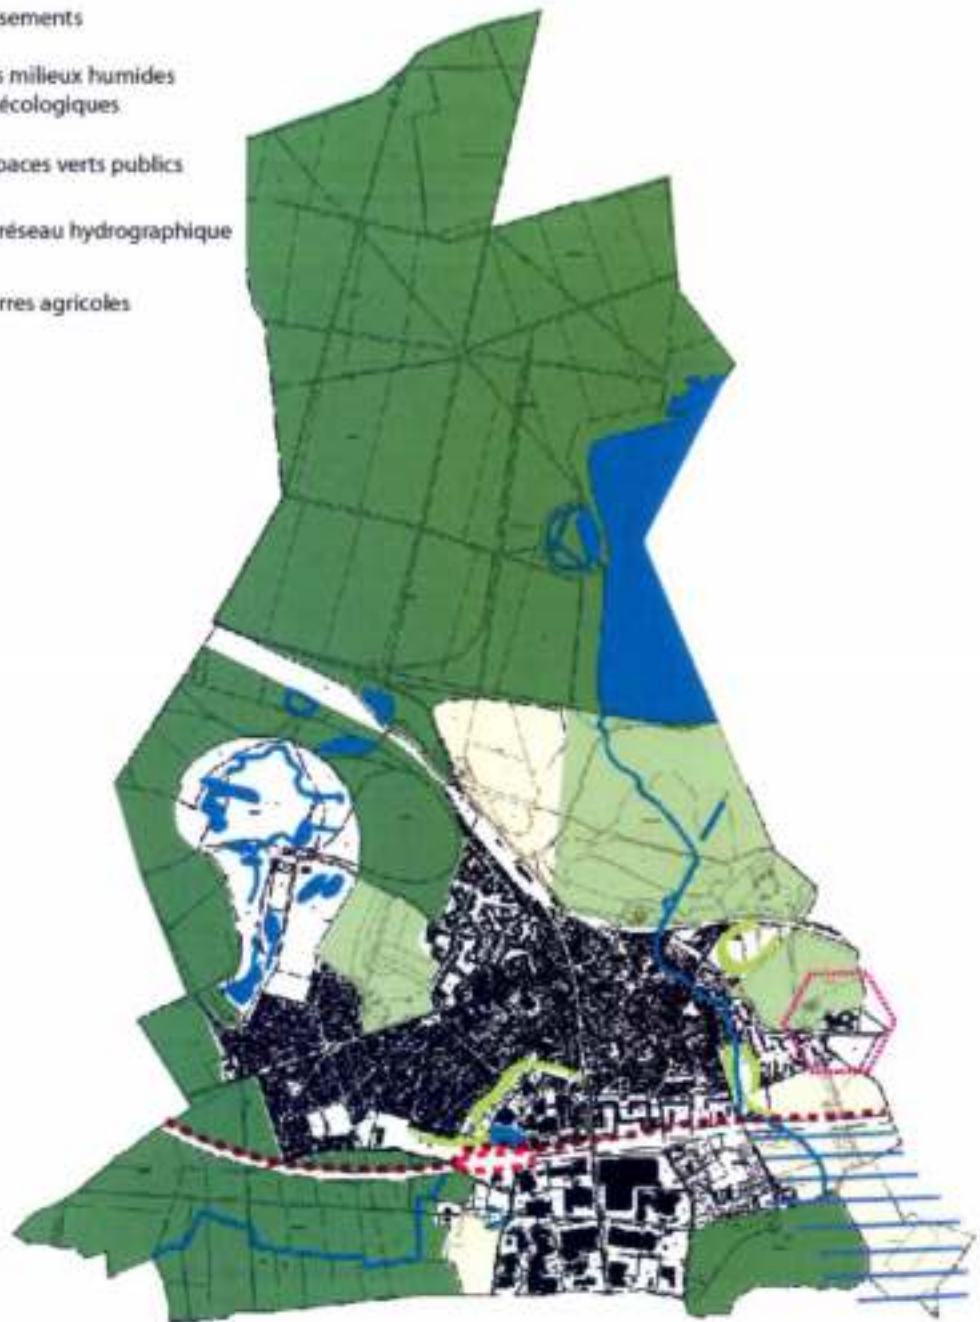 sements
s milieux humides
écologiques
paces verts publics
réseau hydrographique
rres agricoles